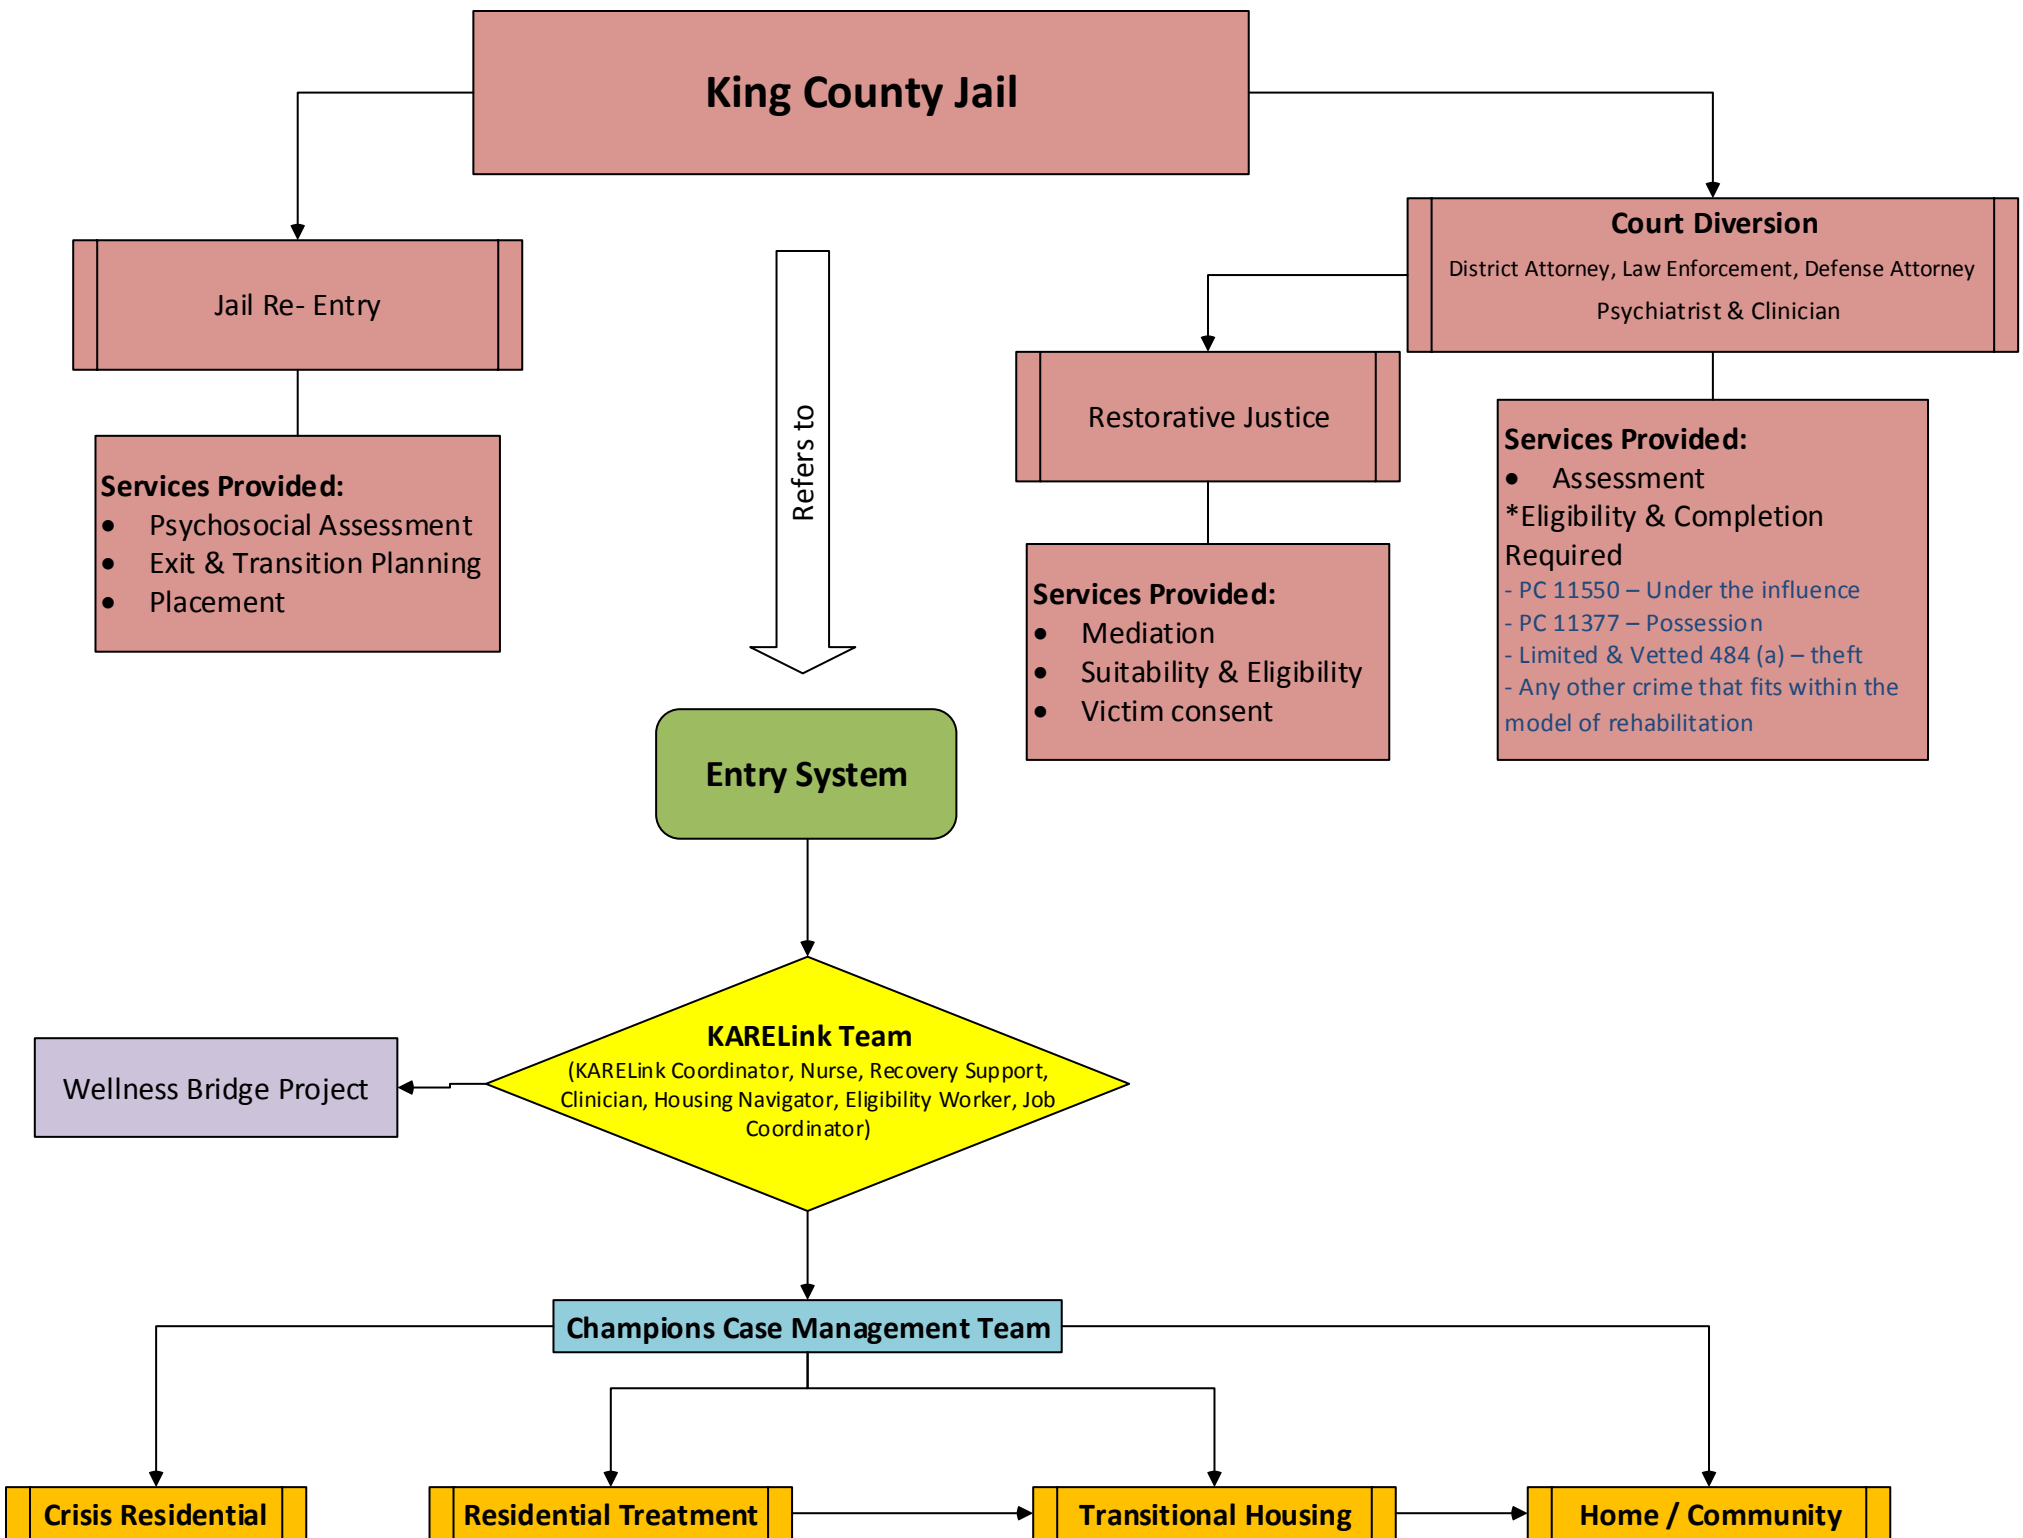 King County Jail
Court Diversion
District Attorney, Law Enforcement, Defense Attorney
Psychiatrist & Clinician
Jail Re- Entry
Refers to
Restorative Justice
Services Provided:
• Psychosocial Assessment
• Exit & Transition Planning
• Placement
Services Provided:
• Mediation
• Suitability & Eligibility
• Victim consent
Services Provided:
• Assessment
*Eligibility & Completion
Required
- PC 11550 – Under the influence
- PC 11377 – Possession
- Limited & Vetted 484 (a) – theft
- Any other crime that fits within the
model of rehabilitation
Entry System
KARELink Team
(KARELink Coordinator, Nurse, Recovery Support,
Clinician, Housing Navigator, Eligibility Worker, Job
Coordinator)
Wellness Bridge Project
Champions Case Management Team
Crisis Residential
Residential Treatment
Transitional Housing
Home / Community